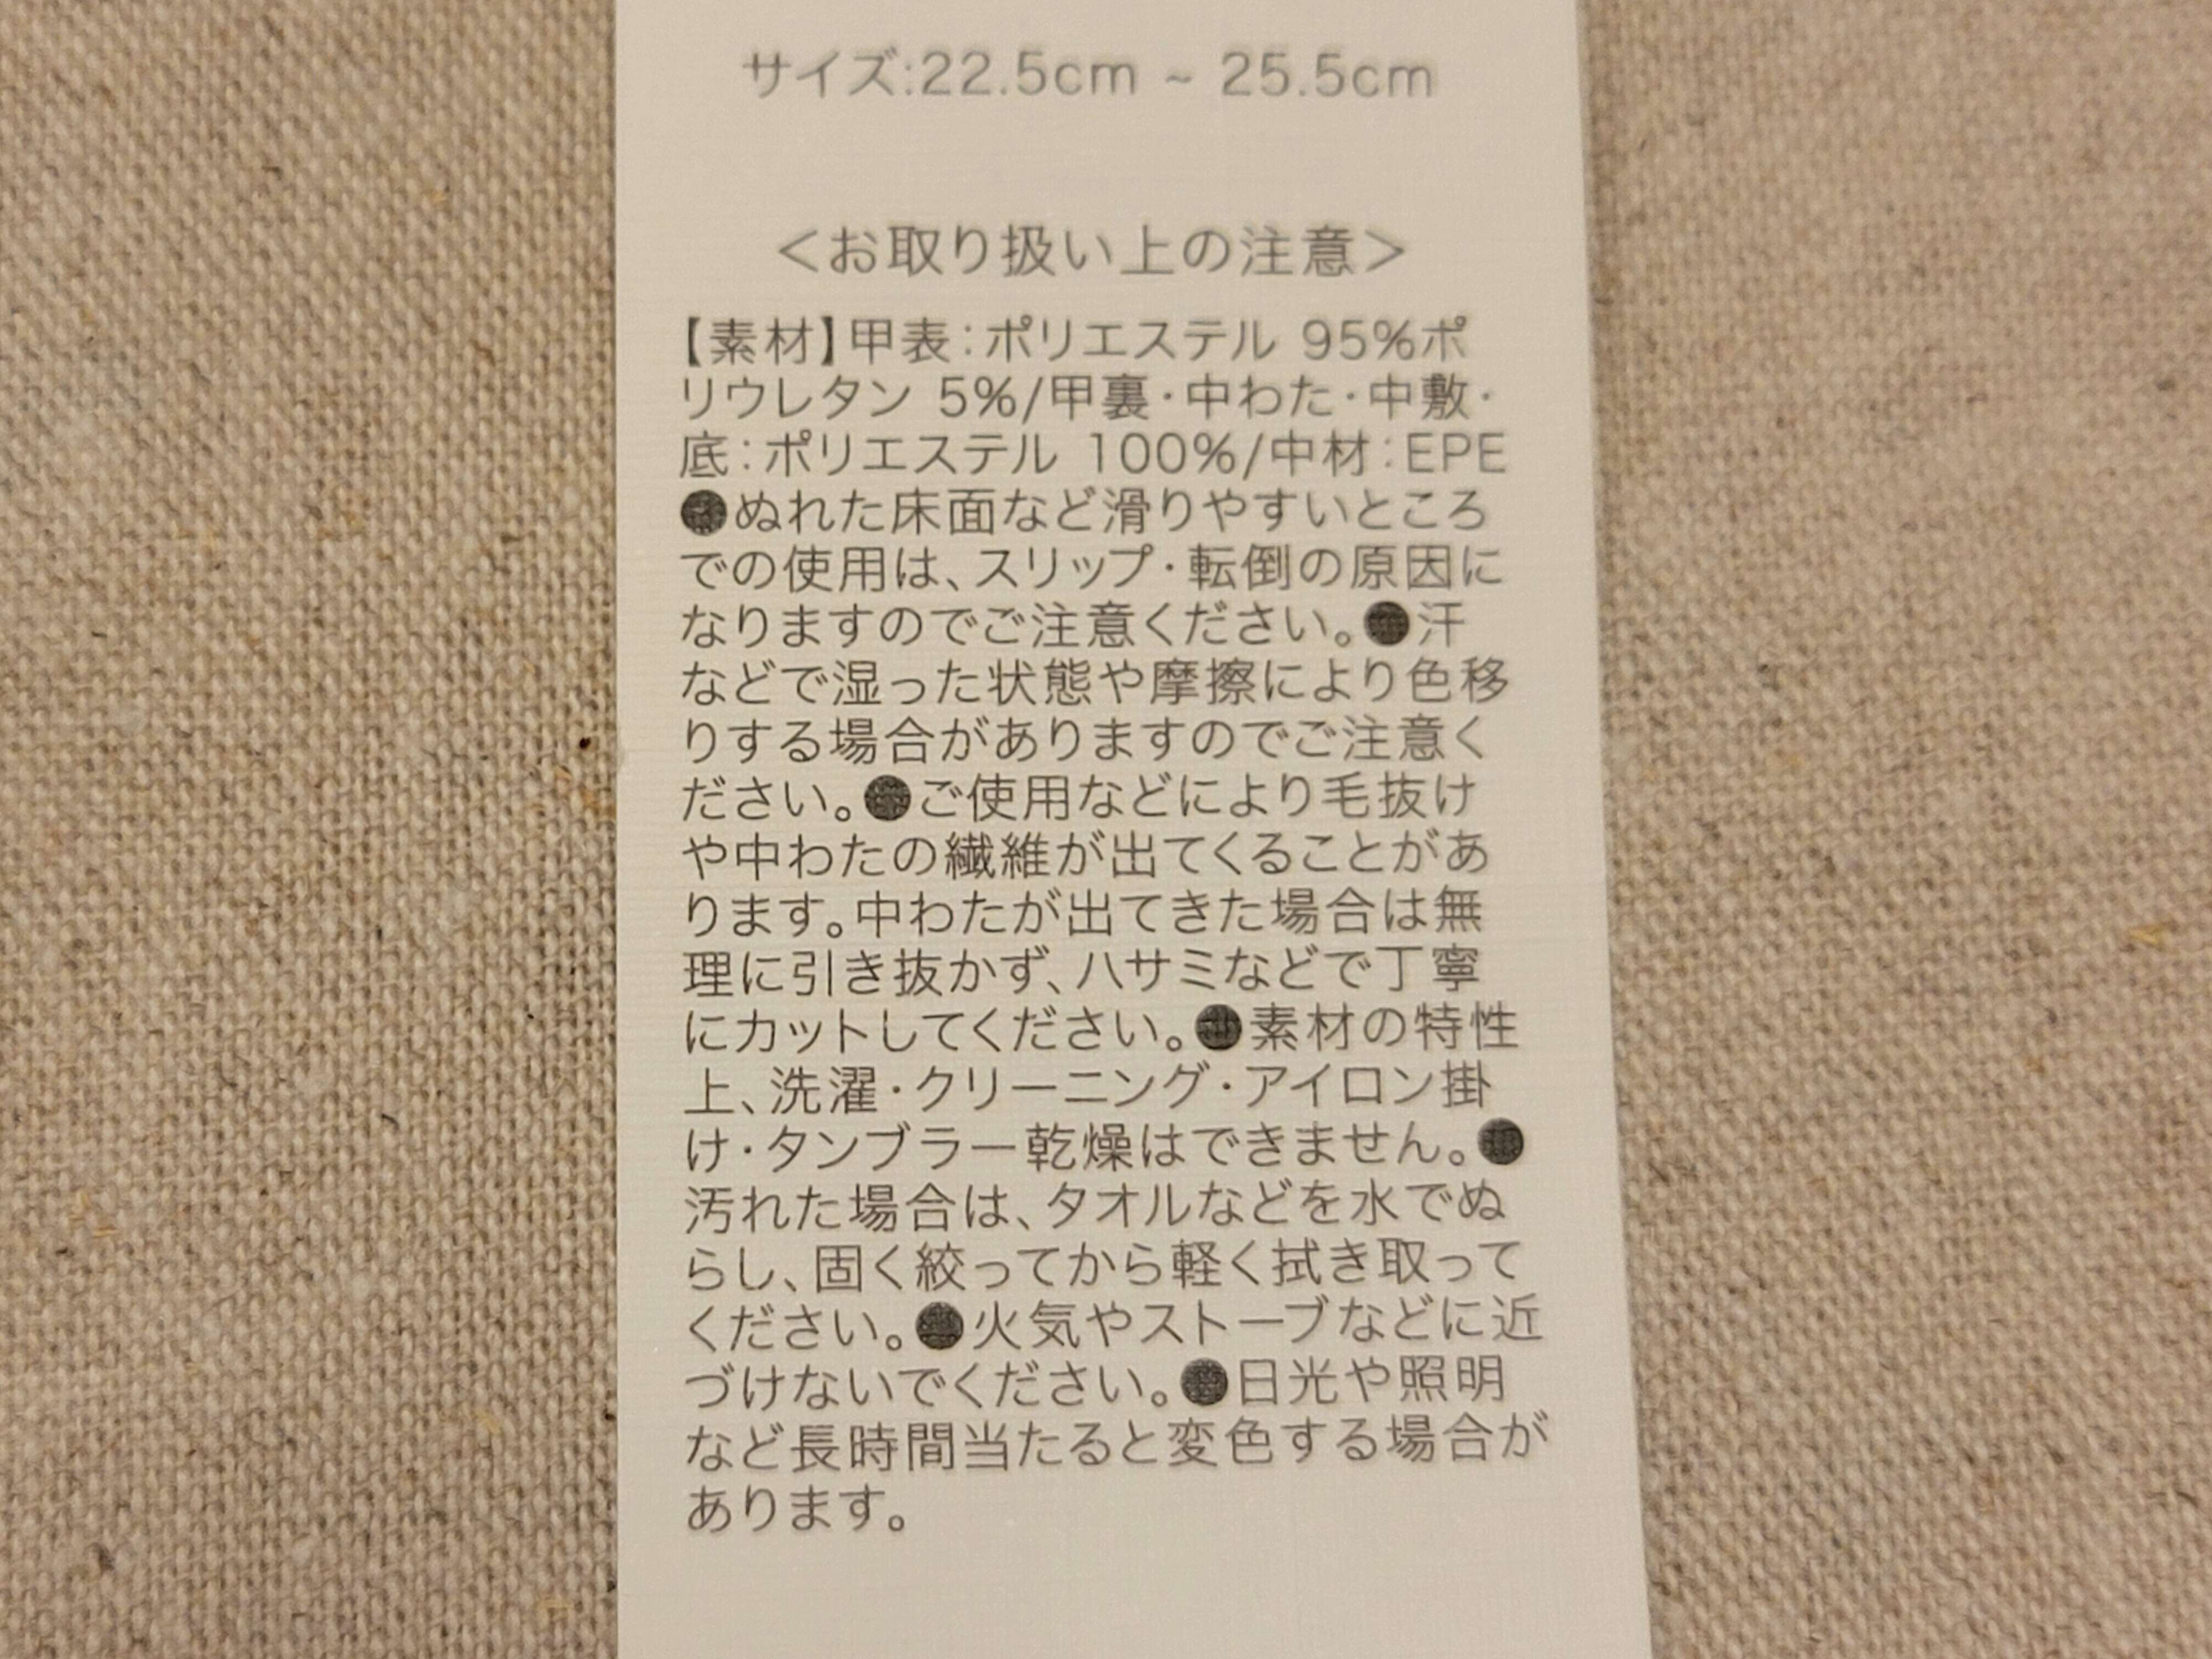 サイズ:22.5cm ~ 25.5cm
＜お取り扱い上の注意＞
【素材】甲表:ポリエステル 95%ポ
リウレタン 5%/甲裏・中わた・中敷・
底:ポリエステル 100%/中材:EPE
●ぬれた床面など滑りやすいところ
での使用は、スリップ・転倒の原因に
なりますのでご注意ください。●汗
などで湿った状態や摩擦により色移
りする場合がありますのでご注意く
ださい。●ご使用などにより毛抜け
や中わたの繊維が出てくることがあ
ります。中わたが出てきた場合は無
理に引き抜かず、ハサミなどで丁寧
にカットしてください。●素材の特性
上、洗濯・クリーニング・アイロン掛
け・タンブラー乾燥はできません。●
汚れた場合は、タオルなどを水でぬ
らし、固く絞ってから軽く拭き取って
ください。●火気やストーブなどに近
づけないでください。●日光や照明
など長時間当たると変色する場合が
あります。